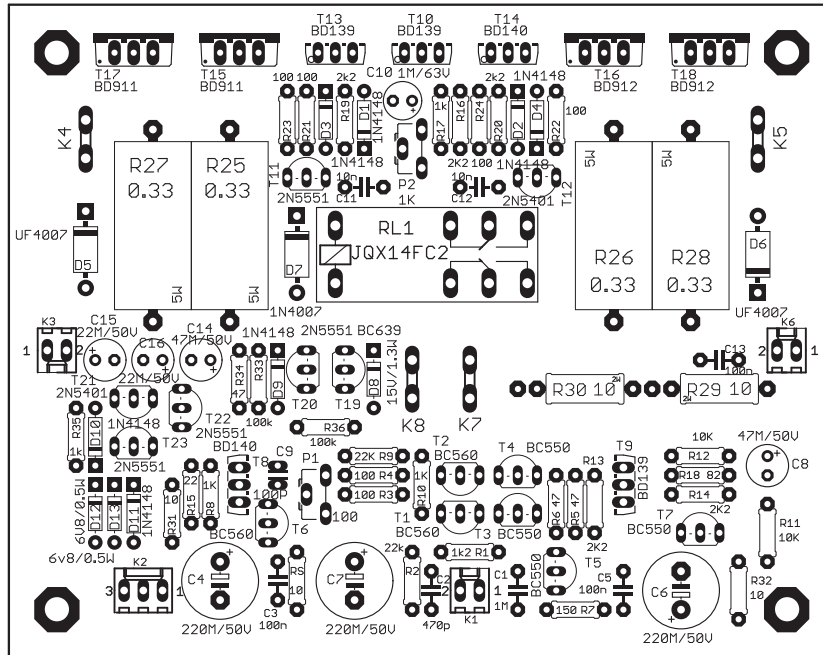 T13
BD139
T10
BD139
T14
BD140
T17
BD911
T15
BD911
T16
BD912
T18
BD912
C10
1M/63V
100
100
2k2
1N4148
1k
2k2
1N4148
100
R23
R21
D3
R19
D1
R17
R16
R24
R20
D2
D4
R22
K4
K5
1N4148
2K2
100
1N4148
T11
2N5551
10n
C11
P2
1K
10n
C12
2N5401
T12
R27
0.33
5W
R25
0.33
5W
RL1
JQX14FC2
R26
0.33
5W
R28
0.33
5W
UF4007
D5
D7
1N4007
D6
UF4007
K3
1
2
C15
22M/50V
C16
22M/50V
C14
47M/50V
1N4148
2N5551
BC639
R34
47
R33
100k
D9
T20
T19
D8
15V/1.3W
K8
K7
C13
100n
K6
2
1
R30 10
2W
R29 10
2W
T21
2N5401
T22
2N5551
1N4148
T23
2N5551
R35
1k
D10
R36
100k
BD140
T8
C9
100p
P1
100
22K R9
100 R4
100 R3
T2
BC560
T4
BC550
T9
BD139
R13
10K
R12
R18 82
R14
2K2
47M/50V
C8
6V8/0.5W
D12
D13
D11
1N4148
6v8/0.5W
10
R31
22
R15
1K
R8
BC560
T6
1K
R10
T1
BC560
T3
BC550
R6 47
R5 47
2K2
T7
BC550
R11
10K
K2
3
1
C4
220M/50V
C3
100n
RS
10
C7
220M/50V
22k
R2
1k2 R1
C2
470p
K1
2
1
C1
1M
T5
BC550
C5
100n
150 R7
C6
220M/50V
R32
10